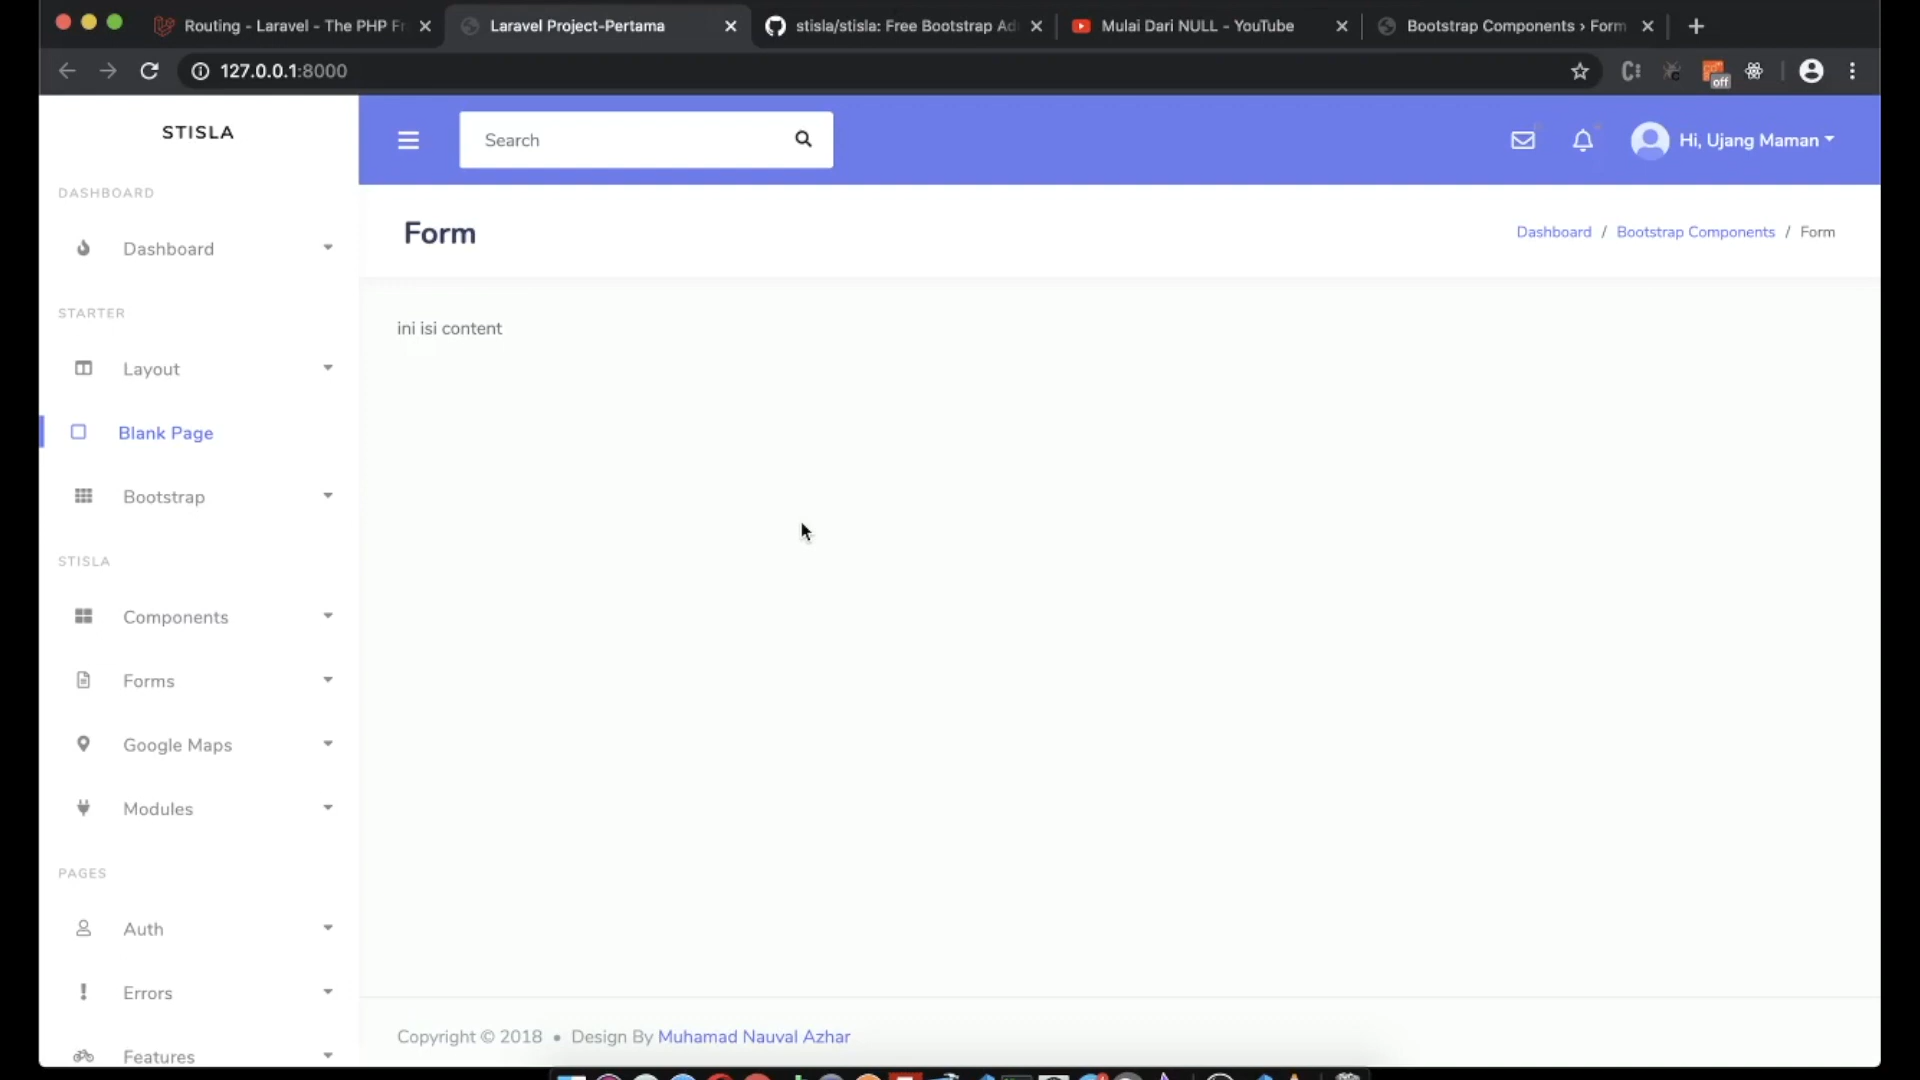 Routing - Laravel - The PHP Fr
Laravel Project-Pertama
stisla/stisla: Free Bootstrap Ad
Mulai Dari NULL - YouTube
Bootstrap Components › Form
127.0.0.1:8000
off
STISLA
Search
Hi, Ujang Maman
DASHBOARD
Dashboard
Form
Dashboard / Bootstrap Components / Form
STARTER
ini isi content
Layout
Blank Page
Bootstrap
STISLA
Components
Forms
Google Maps
Modules
PAGES
Auth
Errors
Features
Copyright © 2018 • Design By Muhamad Nauval Azhar